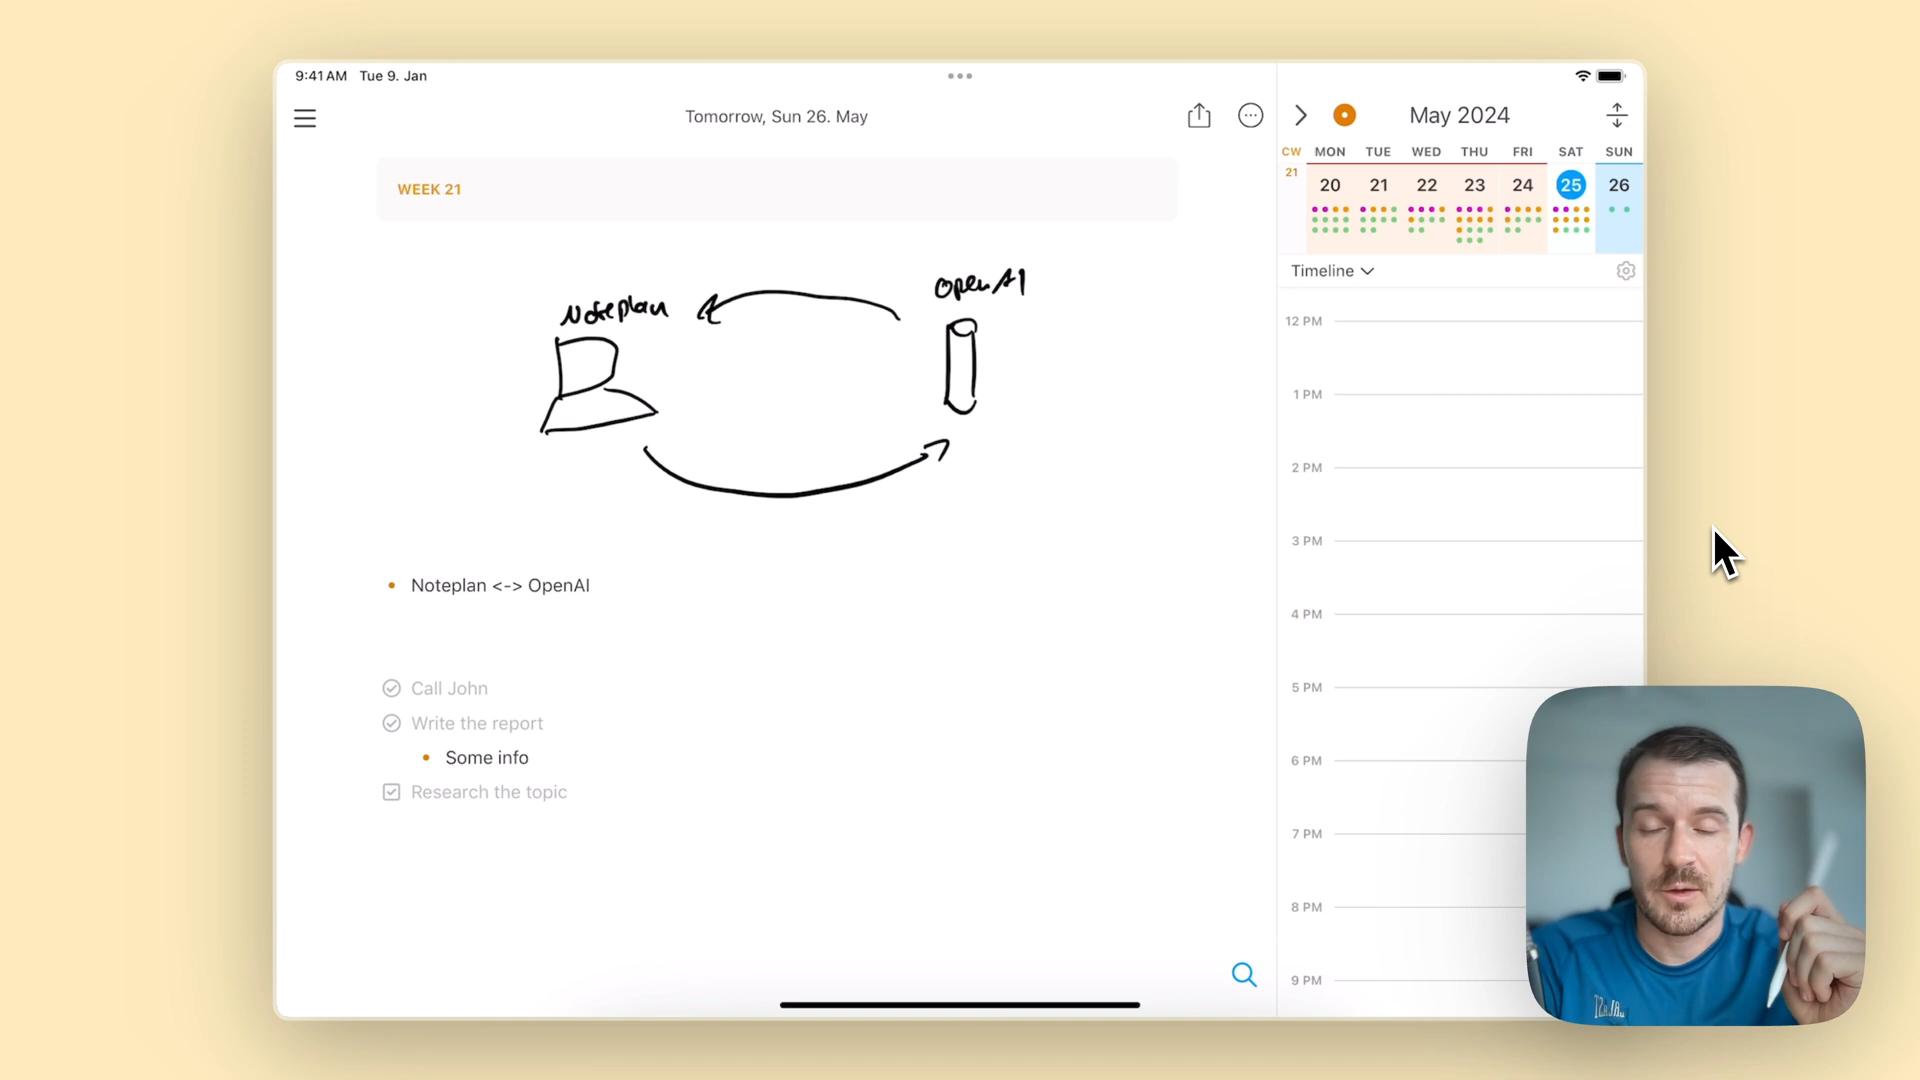 9:41 AM Tue 9. Jan
Tomorrow, Sun 26. May
WEEK 21
Noteplan
OpenAI
Noteplan <-> OpenAI
Call John
Write the report
Some info
Research the topic
May 2024
CW MON TUE WED THU FRI SAT SUN
21 20 21 22 23 24 25 26
Timeline
12 PM
1 PM
2 PM
3 PM
4 PM
5 PM
6 PM
7 PM
8 PM
9 PM